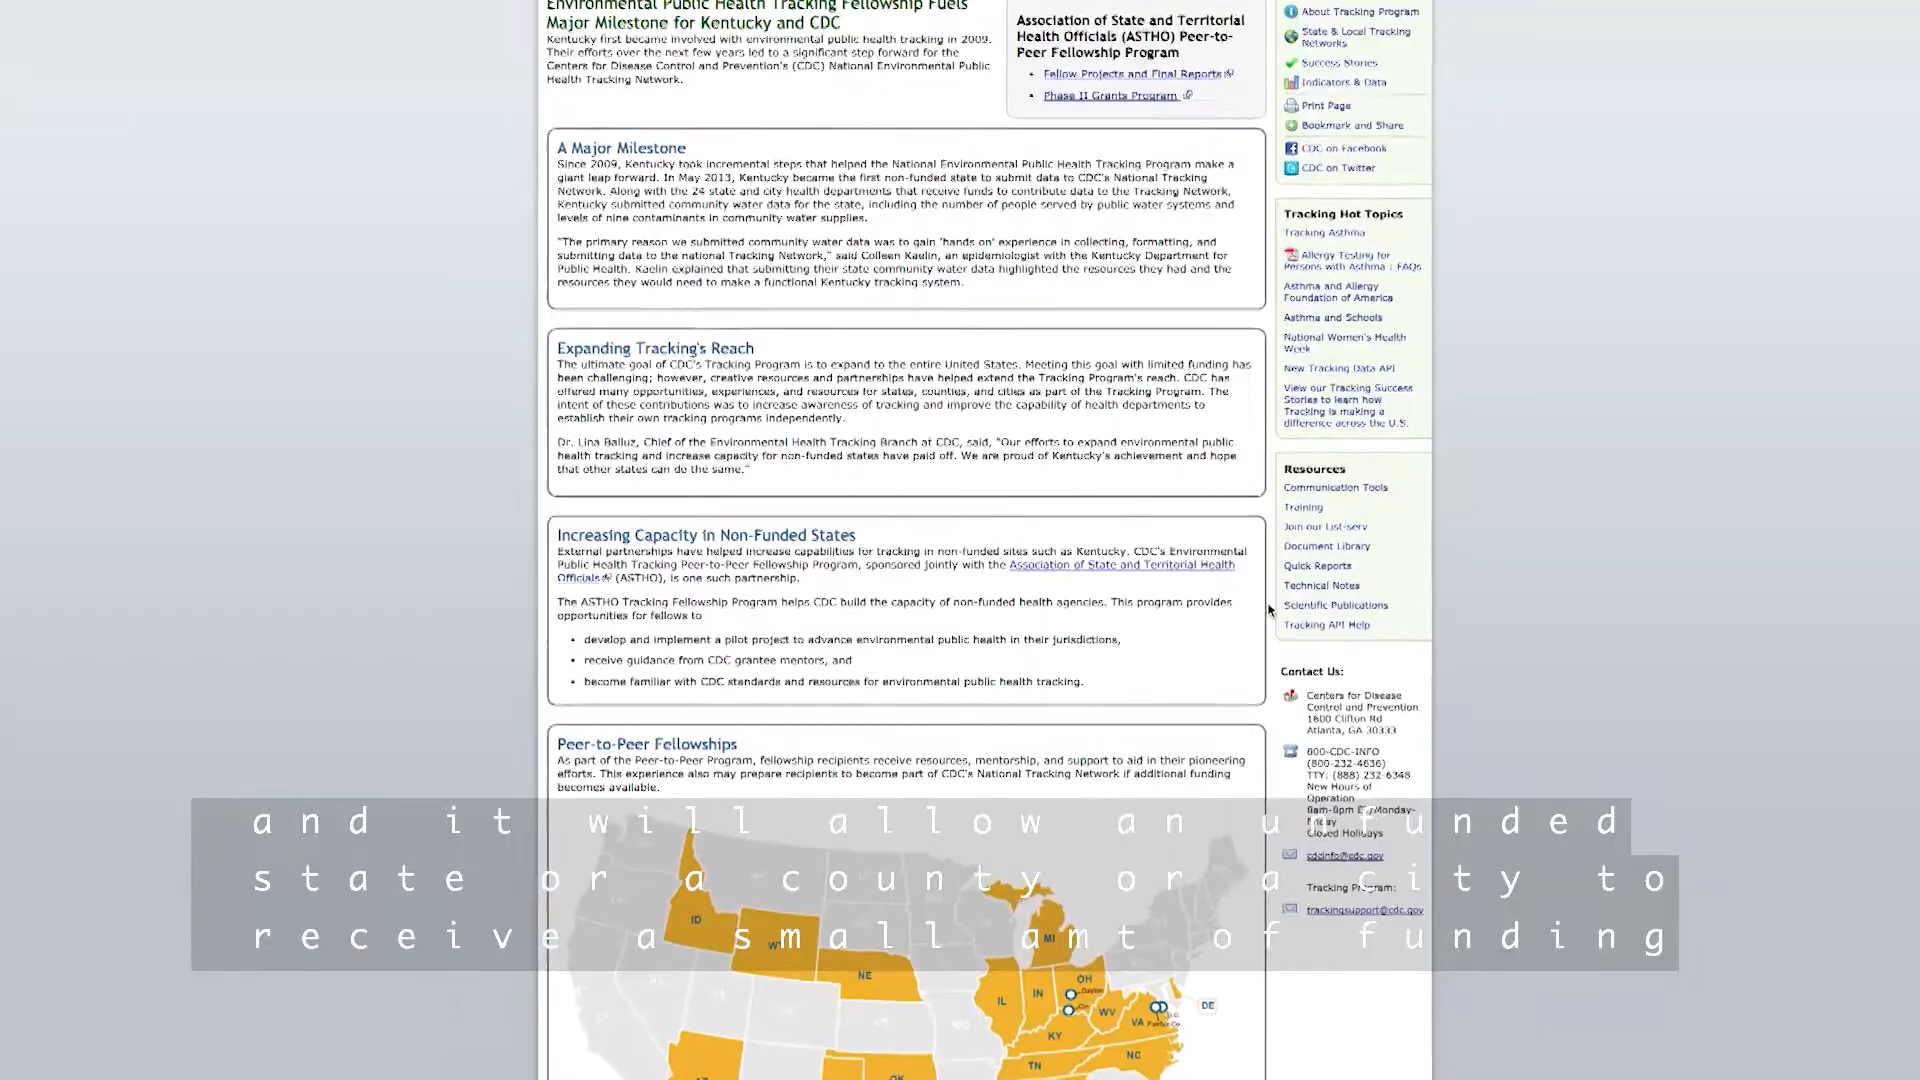 Environmental Public Health Tracking Fellowship Fuels
Major Milestone for Kentucky and CDC
Kentucky first became involved with environmental public health tracking in 2009.
Their efforts over the next few years led to a significant step forward for the
Centers for Disease Control and Prevention's (CDC) National Environmental Public
Health Tracking Network.
Association of State and Territorial
Health Officials (ASTHO) Peer-to-
Peer Fellowship Program
• Fellow Projects and Final Reports
• Phase II Grants Program
A Major Milestone
Since 2009, Kentucky took incremental steps that helped the National Environmental Public Health Tracking Program make a
giant leap forward. In May 2013, Kentucky became the first non-funded state to submit data to CDC's National Tracking
Network. Along with the 24 state and city health departments that receive funds to contribute data to the Tracking Network,
Kentucky submitted community water data for the state, including the number of people served by public water systems and
levels of nine contaminants in community water supplies.
"The primary reason we submitted community water data was to gain 'hands on' experience in collecting, formatting, and
submitting data to the national Tracking Network," said Colleen Kaelin, an epidemiologist with the Kentucky Department for
Public Health. Kaelin explained that submitting their state community water data highlighted the resources they had and the
resources they would need to make a functional Kentucky tracking system.
Expanding Tracking's Reach
The ultimate goal of CDC's Tracking Program is to expand to the entire United States. Meeting this goal with limited funding has
been challenging; however, creative resources and partnerships have helped extend the Tracking Program's reach. CDC has
offered many opportunities, experiences, and resources for states, counties, and cities as part of the Tracking Program. The
intent of these contributions was to increase awareness of tracking and improve the capability of health departments to
establish their own tracking programs independently.
Dr. Lina Balluz, Chief of the Environmental Health Tracking Branch at CDC, said, "Our efforts to expand environmental public
health tracking and increase capacity for non-funded states have paid off. We are proud of Kentucky's achievement and hope
that other states can do the same."
Increasing Capacity in Non-Funded States
External partnerships have helped increase capabilities for tracking in non-funded sites such as Kentucky. CDC's Environmental
Public Health Tracking Peer-to-Peer Fellowship Program, sponsored jointly with the Association of State and Territorial Health
Officials (ASTHO), is one such partnership.
The ASTHO Tracking Fellowship Program helps CDC build the capacity of non-funded health agencies. This program provides
opportunities for fellows to
• develop and implement a pilot project to advance environmental public health in their jurisdictions,
• receive guidance from CDC grantee mentors, and
• become familiar with CDC standards and resources for environmental public health tracking.
Peer-to-Peer Fellowships
As part of the Peer-to-Peer Program, fellowship recipients receive resources, mentorship, and support to aid in their pioneering
efforts. This experience also may prepare recipients to become part of CDC's National Tracking Network if additional funding
becomes available.
and it will allow an unfunded
state or a county or a city to
receive a small amt of funding
ID
WY
NE
MI
IL
IN
OH
Dayton
WV
VA
D.C.
Fairfax Co.
DE
KY
TN
NC
OK
About Tracking Program
State & Local Tracking
Networks
Success Stories
Indicators & Data
Print Page
Bookmark and Share
CDC on Facebook
CDC on Twitter
Tracking Hot Topics
Tracking Asthma
Allergy Testing for
Persons with Asthma : FAQs
Asthma and Allergy
Foundation of America
Asthma and Schools
National Women's Health
Week
New Tracking Data API
View our Tracking Success
Stories to learn how
Tracking is making a
difference across the U.S.
Resources
Communication Tools
Training
Join our List-serv
Document Library
Quick Reports
Technical Notes
Scientific Publications
Tracking API Help
Contact Us:
Centers for Disease
Control and Prevention
1600 Clifton Rd
Atlanta, GA 30333
800-CDC-INFO
(800-232-4636)
TTY: (888) 232-6348
New Hours of
Operation
8am-8pm ET/Monday-
Friday
Closed Holidays
cdcinfo@cdc.gov
Tracking Program:
trackingsupport@cdc.gov